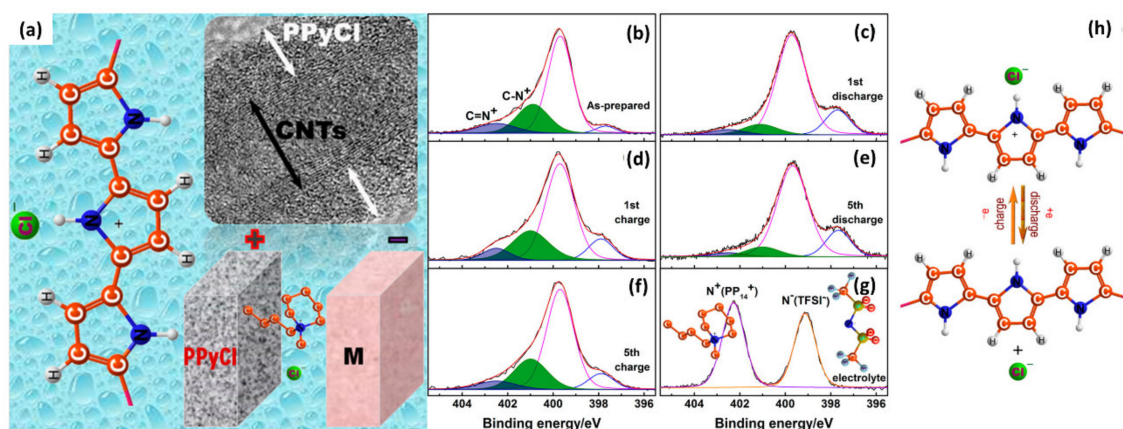 (a)
PPyCl
CNTs
H
H
C
C
C
C
N
H
H
C
C
C
C
N
+
Cl
−
H
H
C
C
C
C
N
+
−
PPyCl
M
Cl
(b)
C=N+
C-N+
As-prepared
(c)
1st
discharge
(d)
1st
charge
(e)
5th
discharge
(f)
5th
charge
(g)
N+(PP14+)
N-(TFSI-)
electrolyte
404 402 400 398 396
Binding energy/eV
404 402 400 398 396
Binding energy/eV
(h)
Cl −
H
H
H
H
C
C
C
C
N
+
C
C
C
C
N
C
C
C
C
N
H
H
charge
e-
discharge
+e
H
H
H
H
C
C
C
C
N
C
C
C
C
N
C
C
C
C
N
H
H
+
Cl −